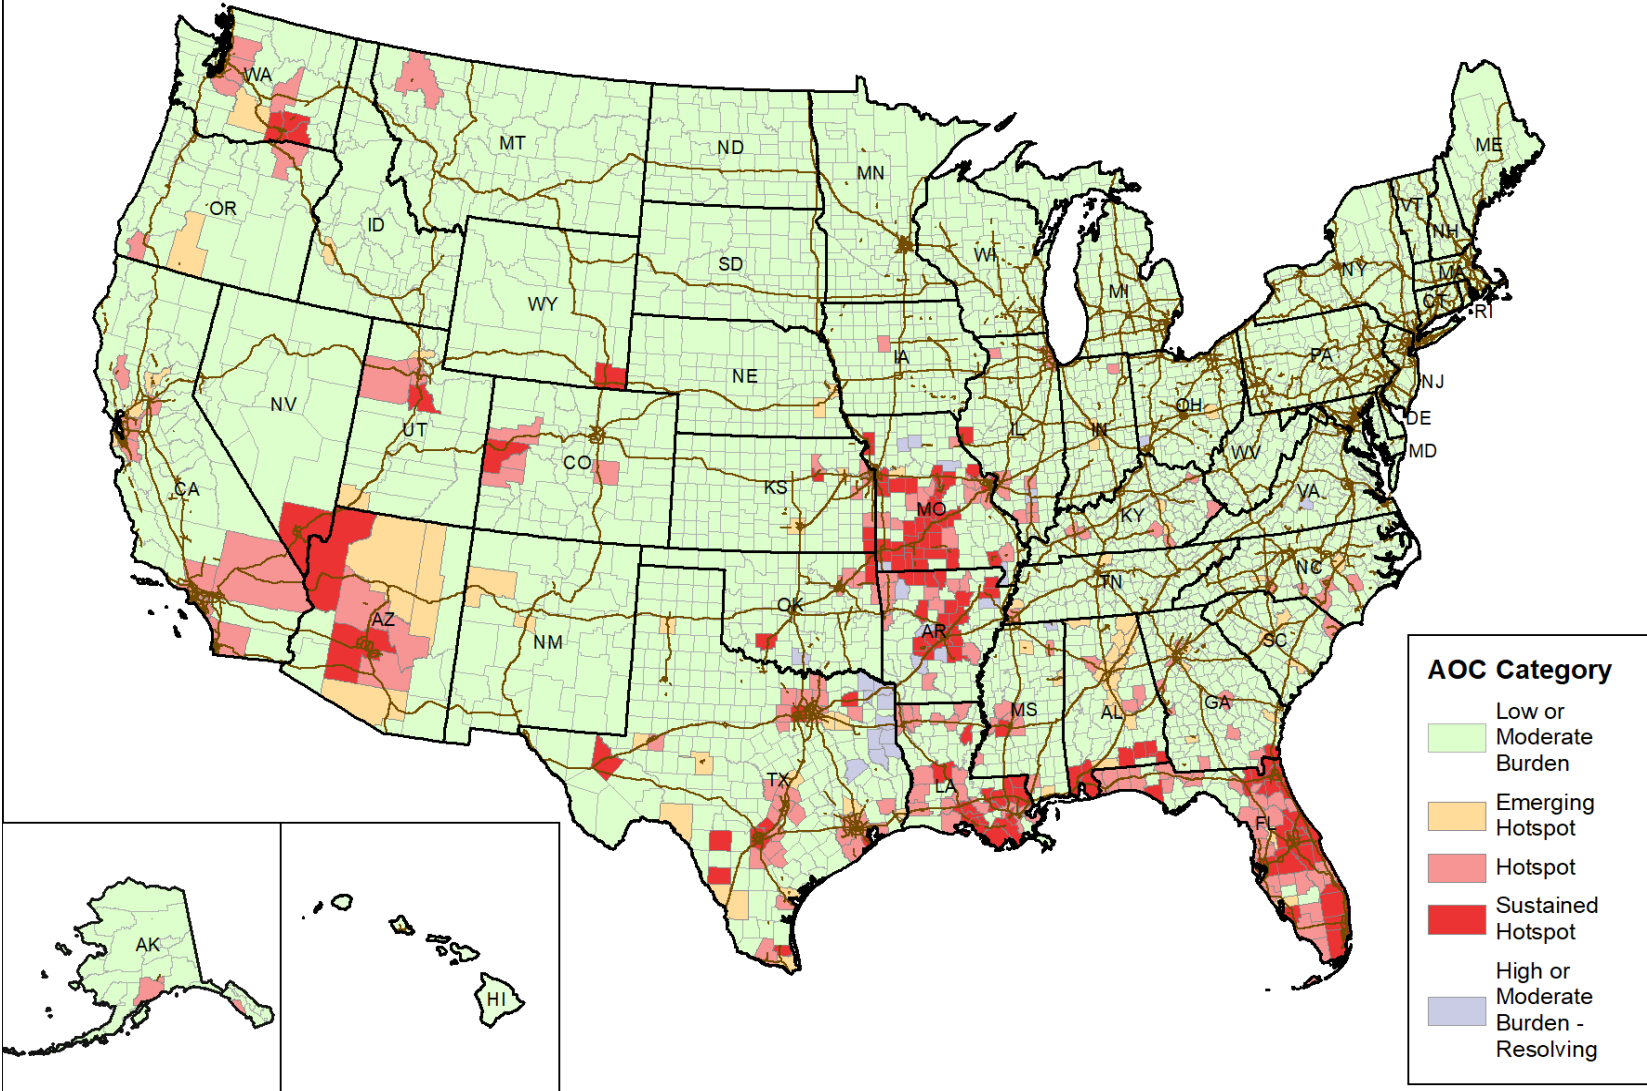 WA
MT
ND
MN
ME
OR
ID
SD
WI
MI
VT
NH
NY
MA
CT
RI
WY
IA
PA
NJ
NE
OH
DE
NV
UT
CO
IL
IN
WV
MD
CA
KS
MO
KY
VA
AZ
NM
OK
AR
TN
NC
SC
MS
AL
GA
TX
LA
FL
AK
HI
AOC Category
Low or
Moderate
Burden
Emerging
Hotspot
Hotspot
Sustained
Hotspot
High or
Moderate
Burden -
Resolving